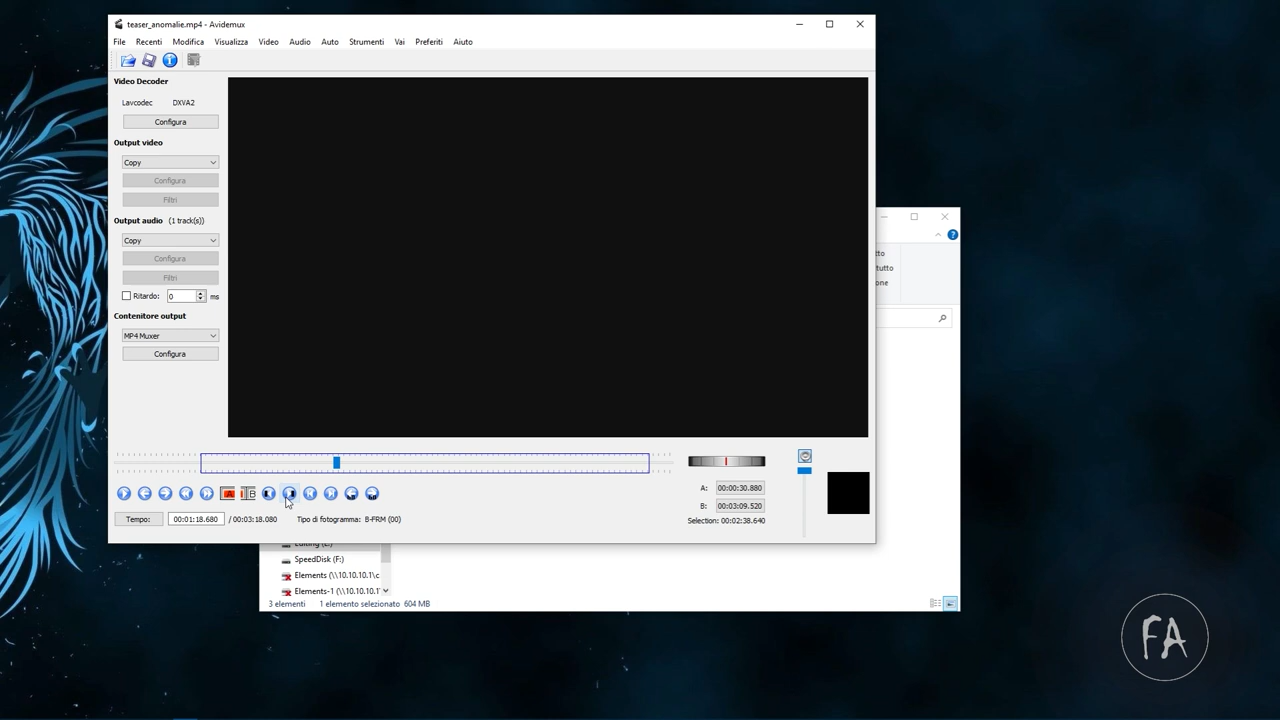 teaser_anomalie.mp4 - Avidemux
File Recenti Modifica Visualizza Video Audio Auto Strumenti Vai Preferiti Aiuto
Video Decoder
Lavcodec DXVA2
Configura
Output video
Copy
Configura
Filtri
Output audio (1 track(s))
Copy
Configura
Filtri
Ritardo: 0 ms
Contenitore output
MP4 Muxer
Configura
tto
tutto
one
A
B
A: 00:00:30.880
B: 00:03:09.520
Selection: 00:02:38.640
Tempo: 00:01:18.680 / 00:03:18.080 Tipo di fotogramma: B-FRM (00)
SpeedDisk (F:)
Elements (\\10.10.10.1\c
Elements-1 (\\10.10.10.1'
3 elementi 1 elemento selezionato 604 MB
FA